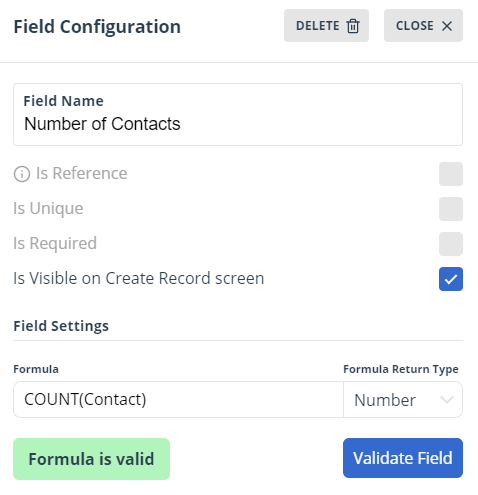 Field Configuration
DELETE
CLOSE
Field Name
Number of Contacts
Is Reference
Is Unique
Is Required
Is Visible on Create Record screen
Field Settings
Formula
Formula Return Type
COUNT(Contact)
Number
Formula is valid
Validate Field